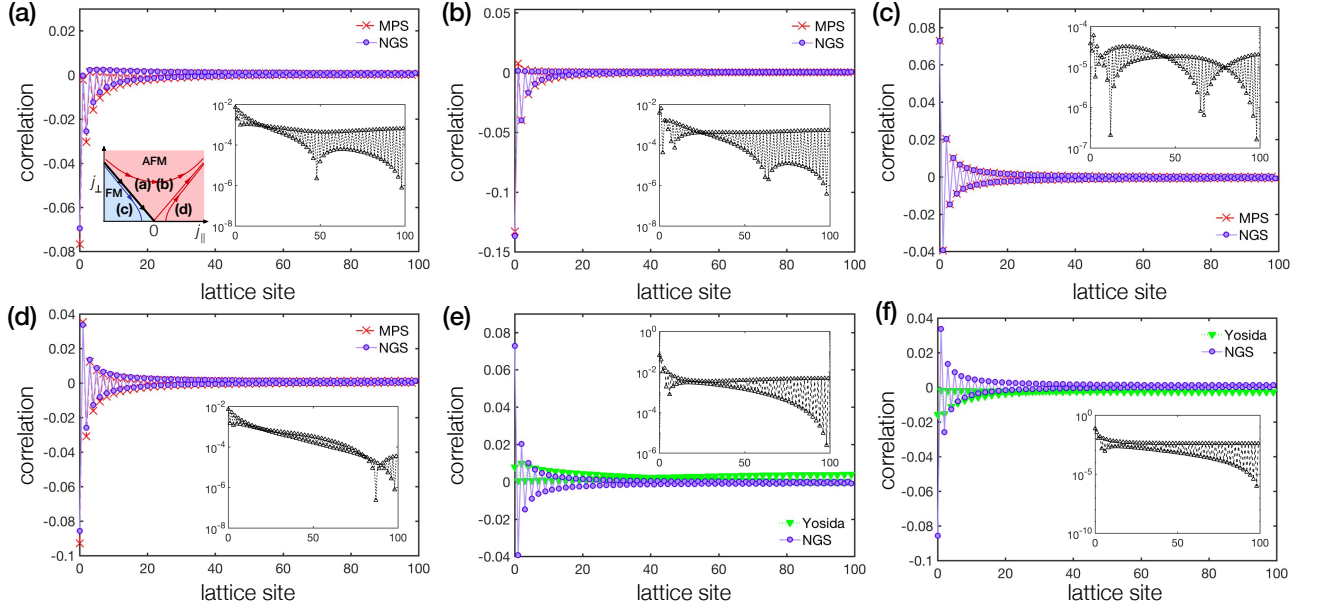 (a)
0.02
0
-0.02
-0.04
-0.06
-0.08
correlation
MPS
NGS
10-2
10-4
10-6
10-8
0 50 100
AFM
j⊥
FM
(a) (b)
(c)
(d)
0
j∥
0 20 40 60 80 100
lattice site
(b)
0.05
0
-0.05
-0.1
-0.15
correlation
MPS
NGS
10-2
10-4
10-6
10-8
0 50 100
0 20 40 60 80 100
lattice site
(c)
0.08
0.06
0.04
0.02
0
-0.02
-0.04
correlation
10-4
10-5
10-6
10-7
0 50 100
MPS
NGS
0 20 40 60 80 100
lattice site
(d)
0.04
0.02
0
-0.02
-0.04
-0.06
-0.08
-0.1
correlation
MPS
NGS
10-2
10-4
10-6
10-8
0 50 100
0 20 40 60 80 100
lattice site
(e)
0.08
0.06
0.04
0.02
0
-0.02
-0.04
correlation
100
10-2
10-4
10-6
0 50 100
Yosida
NGS
0 20 40 60 80 100
lattice site
(f)
0.04
0.02
0
-0.02
-0.04
-0.06
-0.08
-0.1
correlation
Yosida
NGS
100
10-5
10-10
0 50 100
0 20 40 60 80 100
lattice site